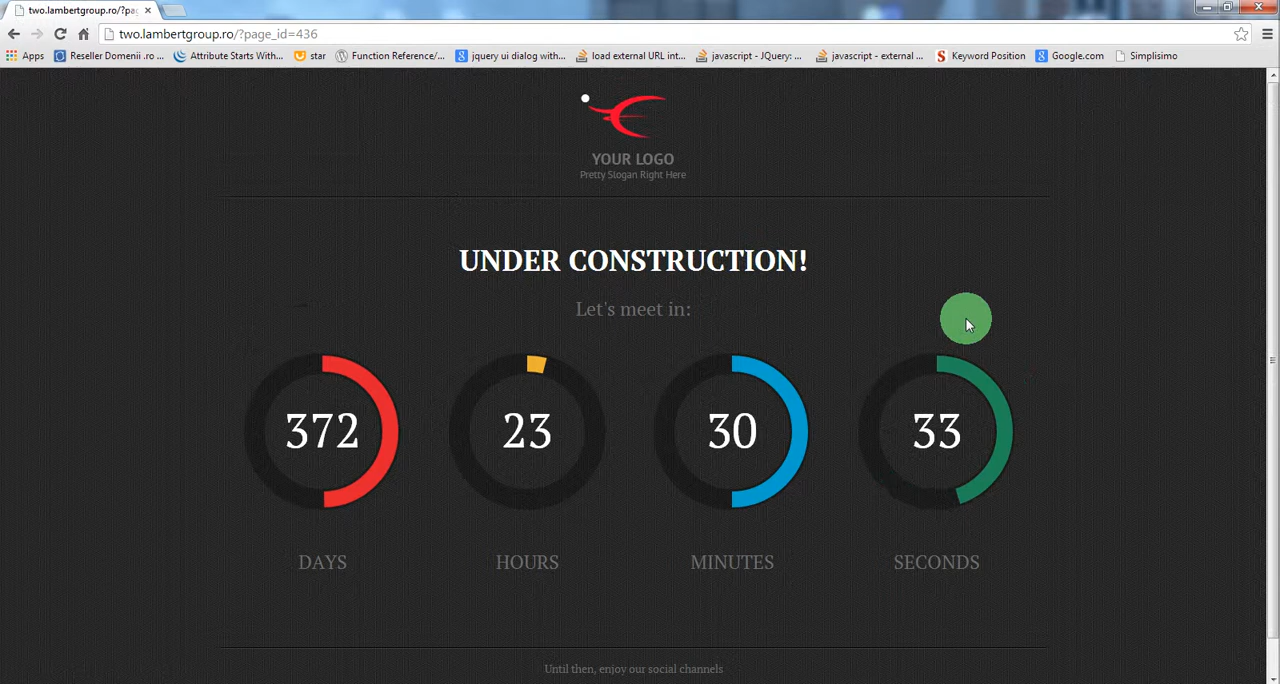 two.lambertgroup.ro/?pa
two.lambertgroup.ro/?page_id=436
Apps Reseller Domenii .ro ... Attribute Starts With... star Function Reference/... jquery ui dialog with... load external URL int... javascript - JQuery: ... javascript - external ... Keyword Position Google.com Simplisimo
YOUR LOGO
Pretty Slogan Right Here
UNDER CONSTRUCTION!
Let's meet in:
372 23 30 33
DAYS HOURS MINUTES SECONDS
Until then, enjoy our social channels